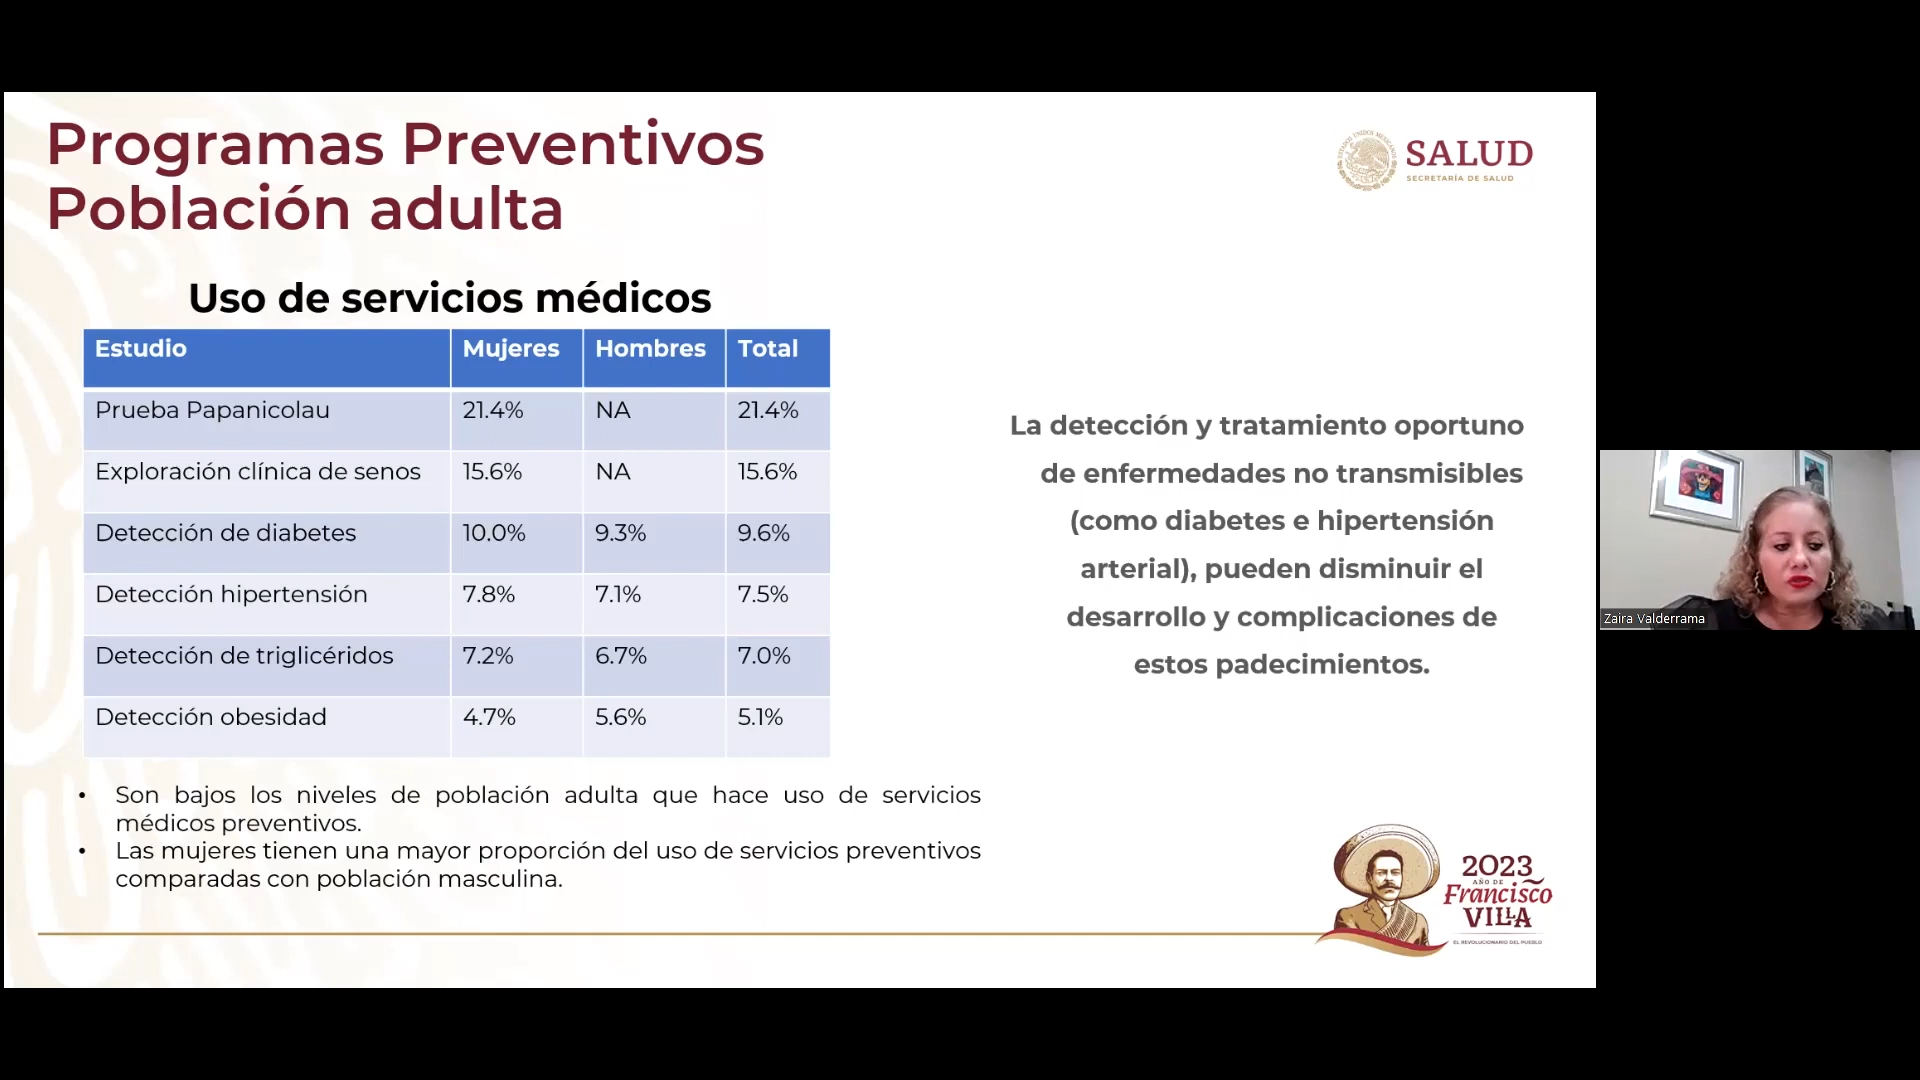 Programas Preventivos
Población adulta
SALUD
SECRETARÍA DE SALUD
Uso de servicios médicos
Estudio Mujeres Hombres Total
Prueba Papanicolau 21.4% NA 21.4%
Exploración clínica de senos 15.6% NA 15.6%
Detección de diabetes 10.0% 9.3% 9.6%
Detección hipertensión 7.8% 7.1% 7.5%
Detección de triglicéridos 7.2% 6.7% 7.0%
Detección obesidad 4.7% 5.6% 5.1%
La detección y tratamiento oportuno
de enfermedades no transmisibles
(como diabetes e hipertensión
arterial), pueden disminuir el
desarrollo y complicaciones de
estos padecimientos.
Zaira Valderrama
• Son bajos los niveles de población adulta que hace uso de servicios
médicos preventivos.
• Las mujeres tienen una mayor proporción del uso de servicios preventivos
comparadas con población masculina.
2023
AÑO DE
Francisco
VILLA
EL REVOLUCIONARIO DEL PUEBLO